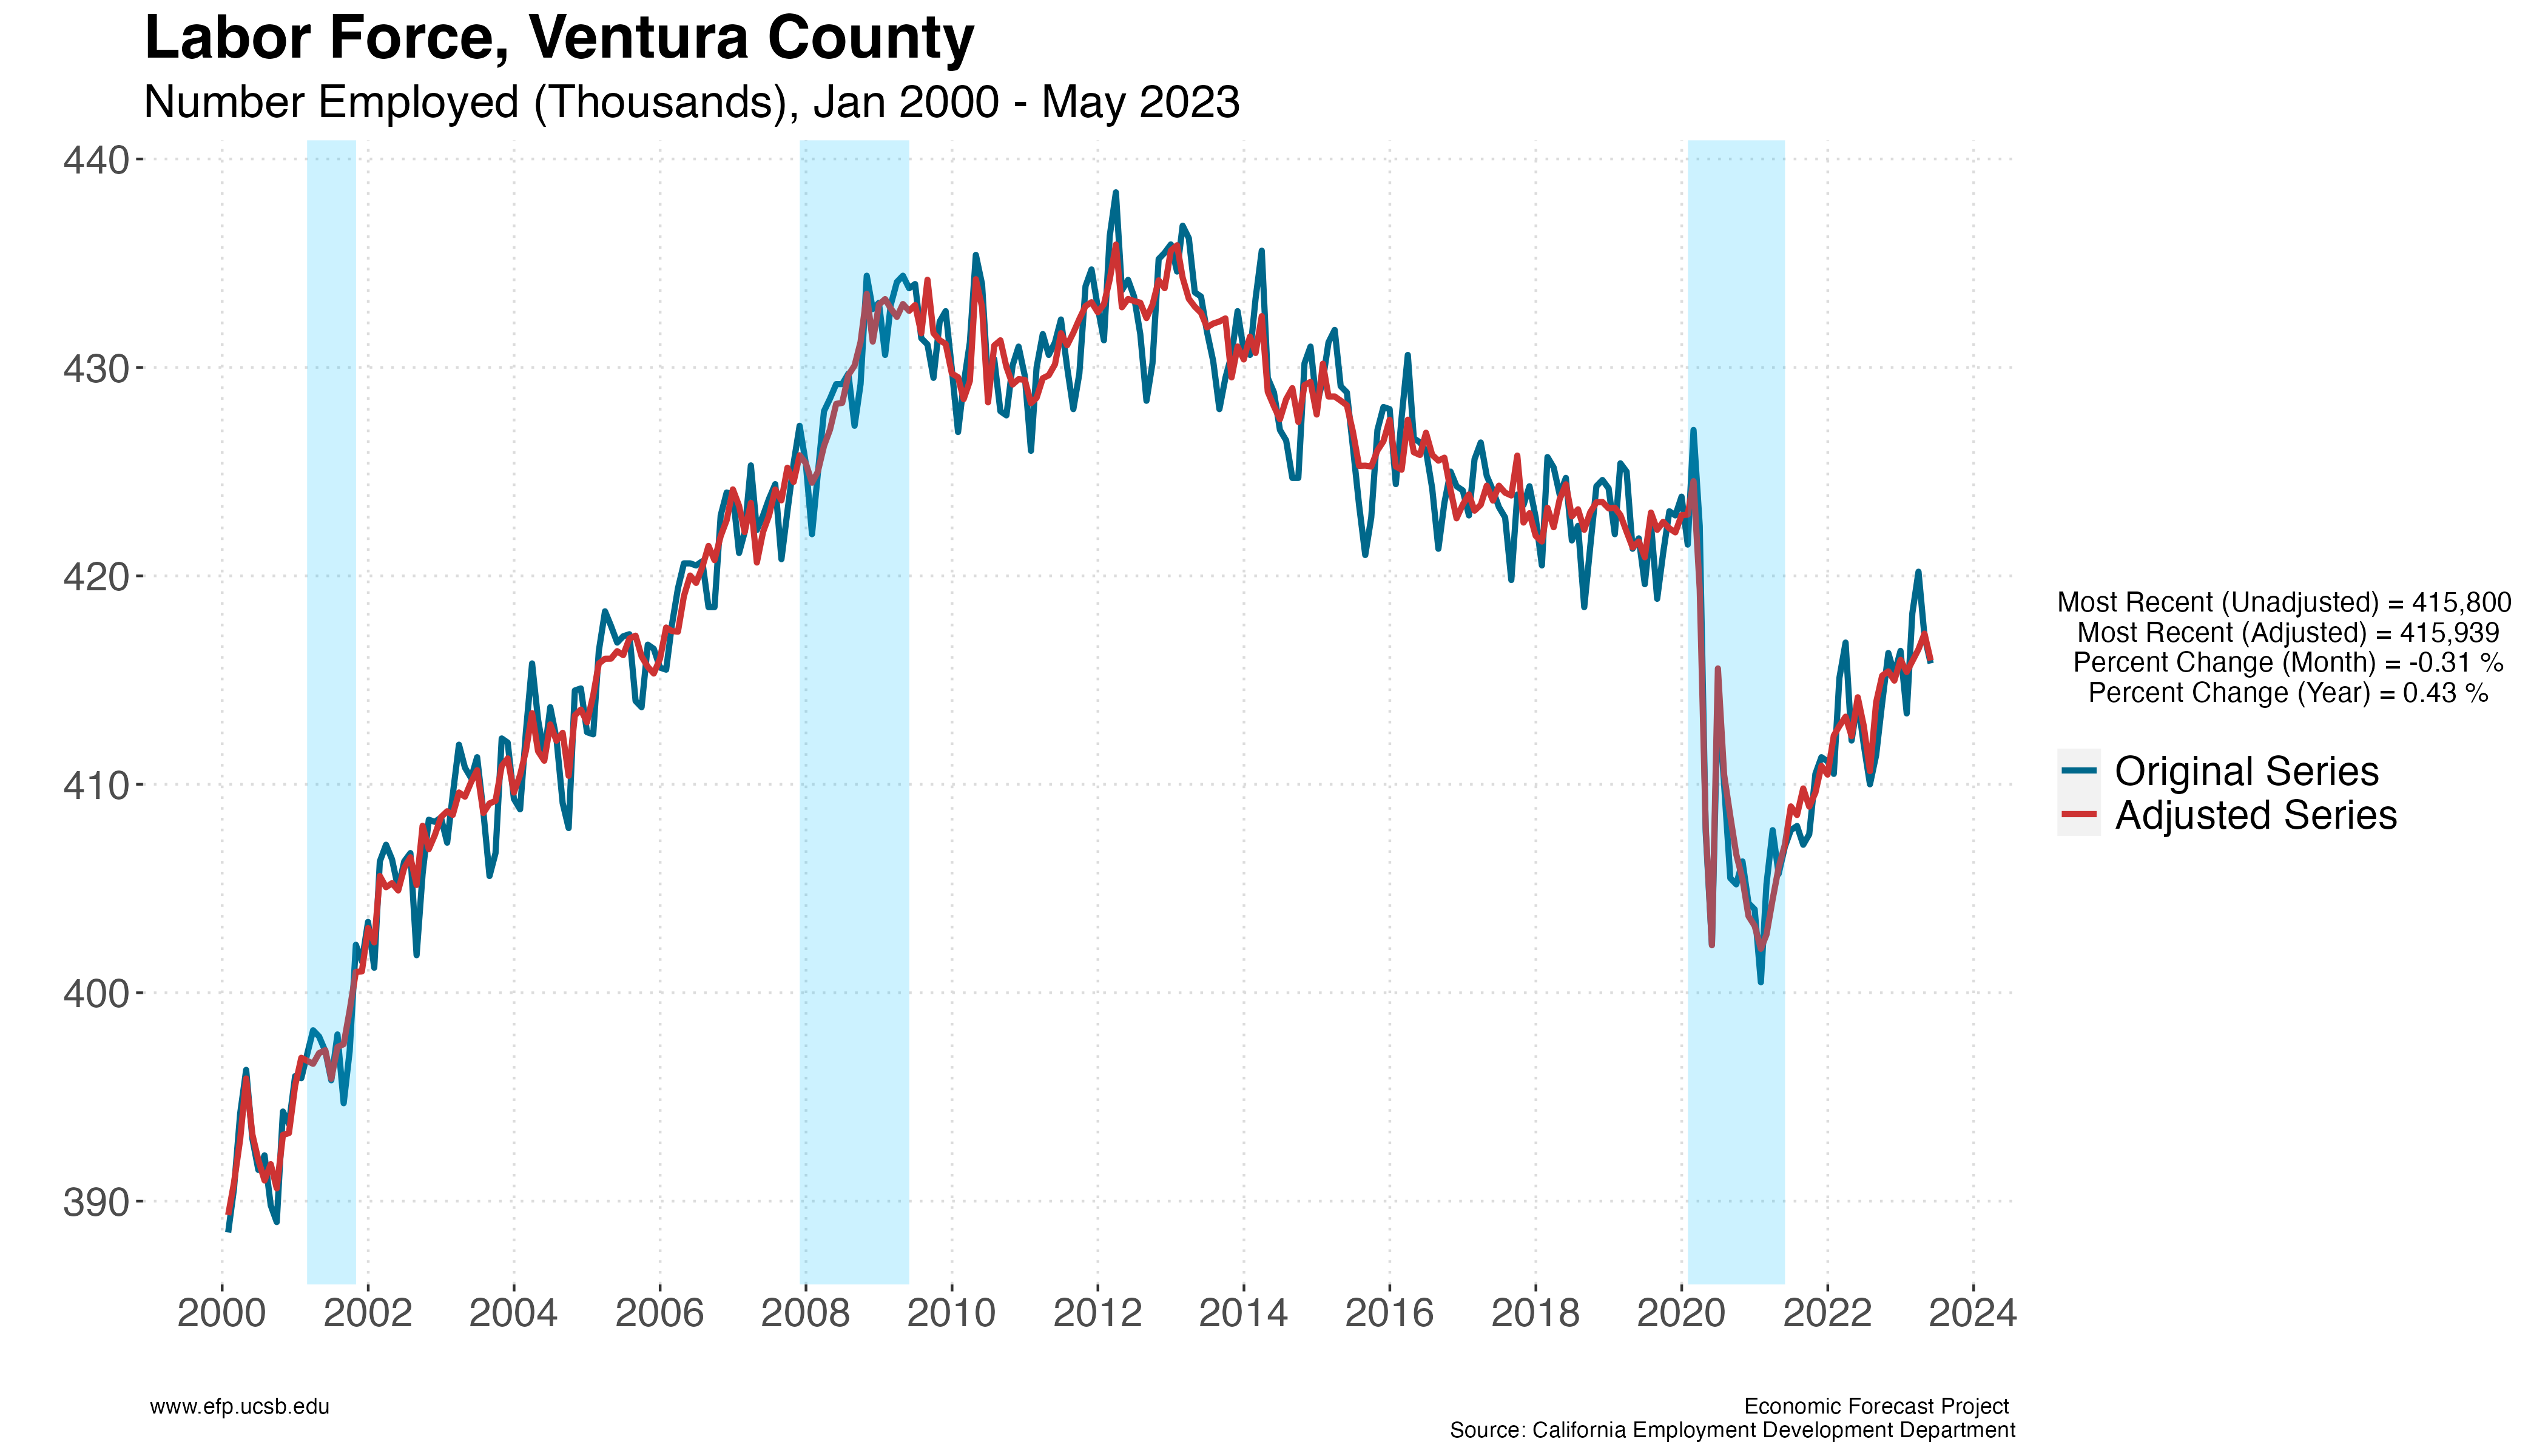 Labor Force, Ventura County
Number Employed (Thousands), Jan 2000 - May 2023
440
430
420
410
400
390
2000 2002 2004 2006 2008 2010 2012 2014 2016 2018 2020 2022 2024
Most Recent (Unadjusted) = 415,800
Most Recent (Adjusted) = 415,939
Percent Change (Month) = -0.31 %
Percent Change (Year) = 0.43 %
Original Series
Adjusted Series
www.efp.ucsb.edu
Economic Forecast Project
Source: California Employment Development Department